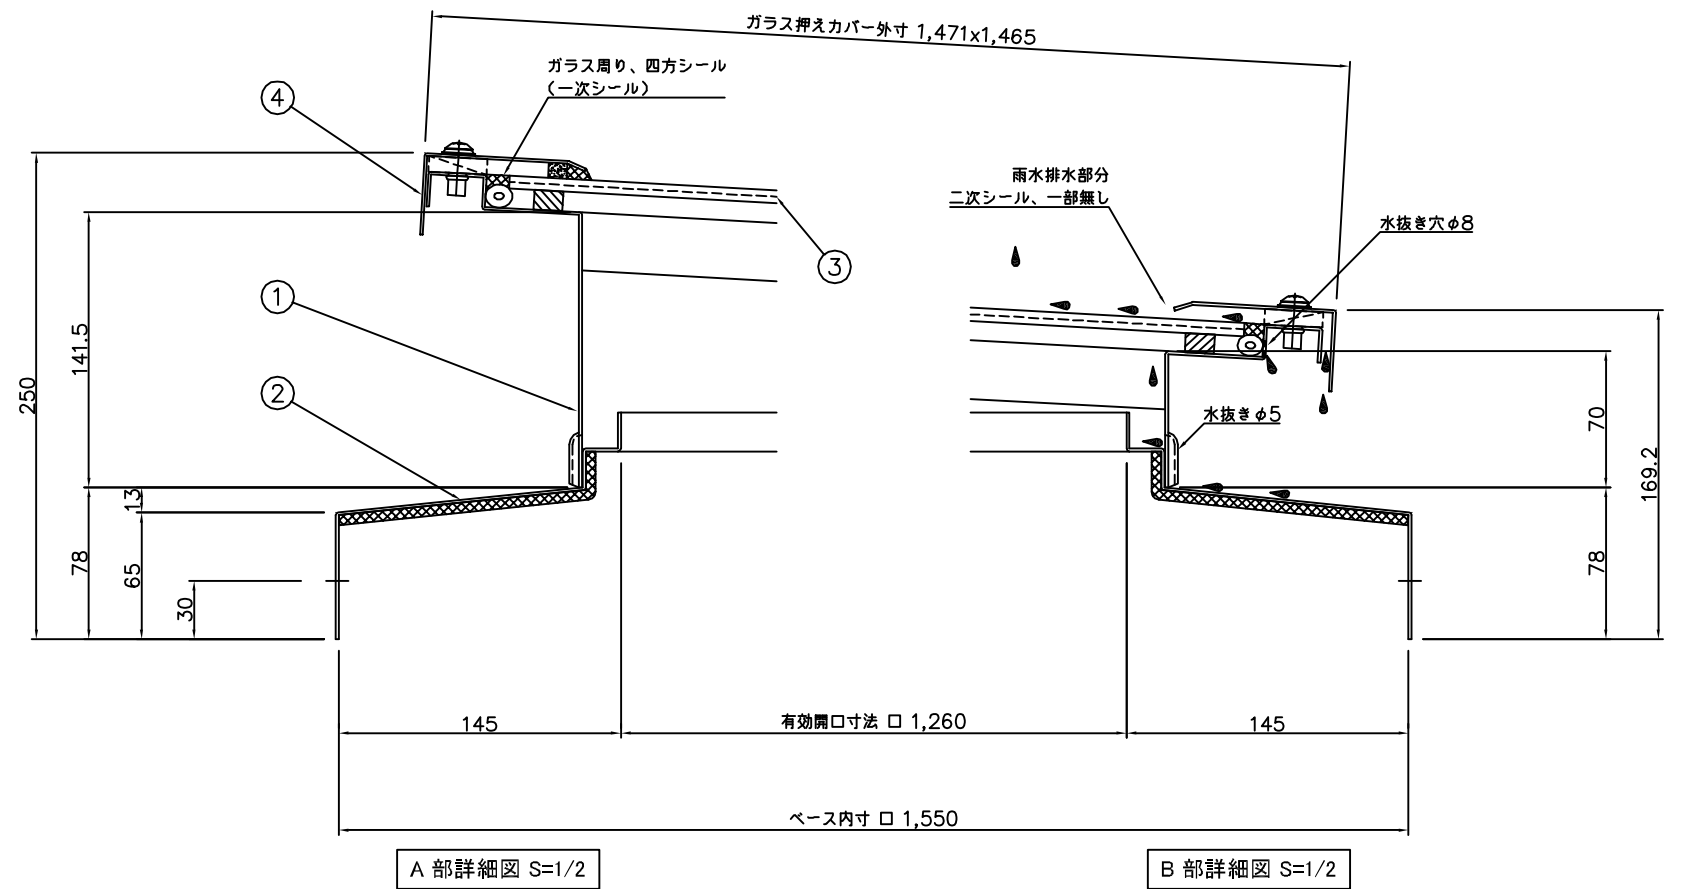 ガラス押えカバー外寸 1,471x1,465
ガラス周り、四方シール
(一次シール)
④
雨水排水部分
二次シール、一部無し
水抜き穴φ8
③
①
141.5
250
②
水抜きφ5
70
169.2
13
78
65
30
78
145
有効開口寸法 口 1,260
145
ベース内寸 口 1,550
A 部詳細図 S=1/2
B 部詳細図 S=1/2